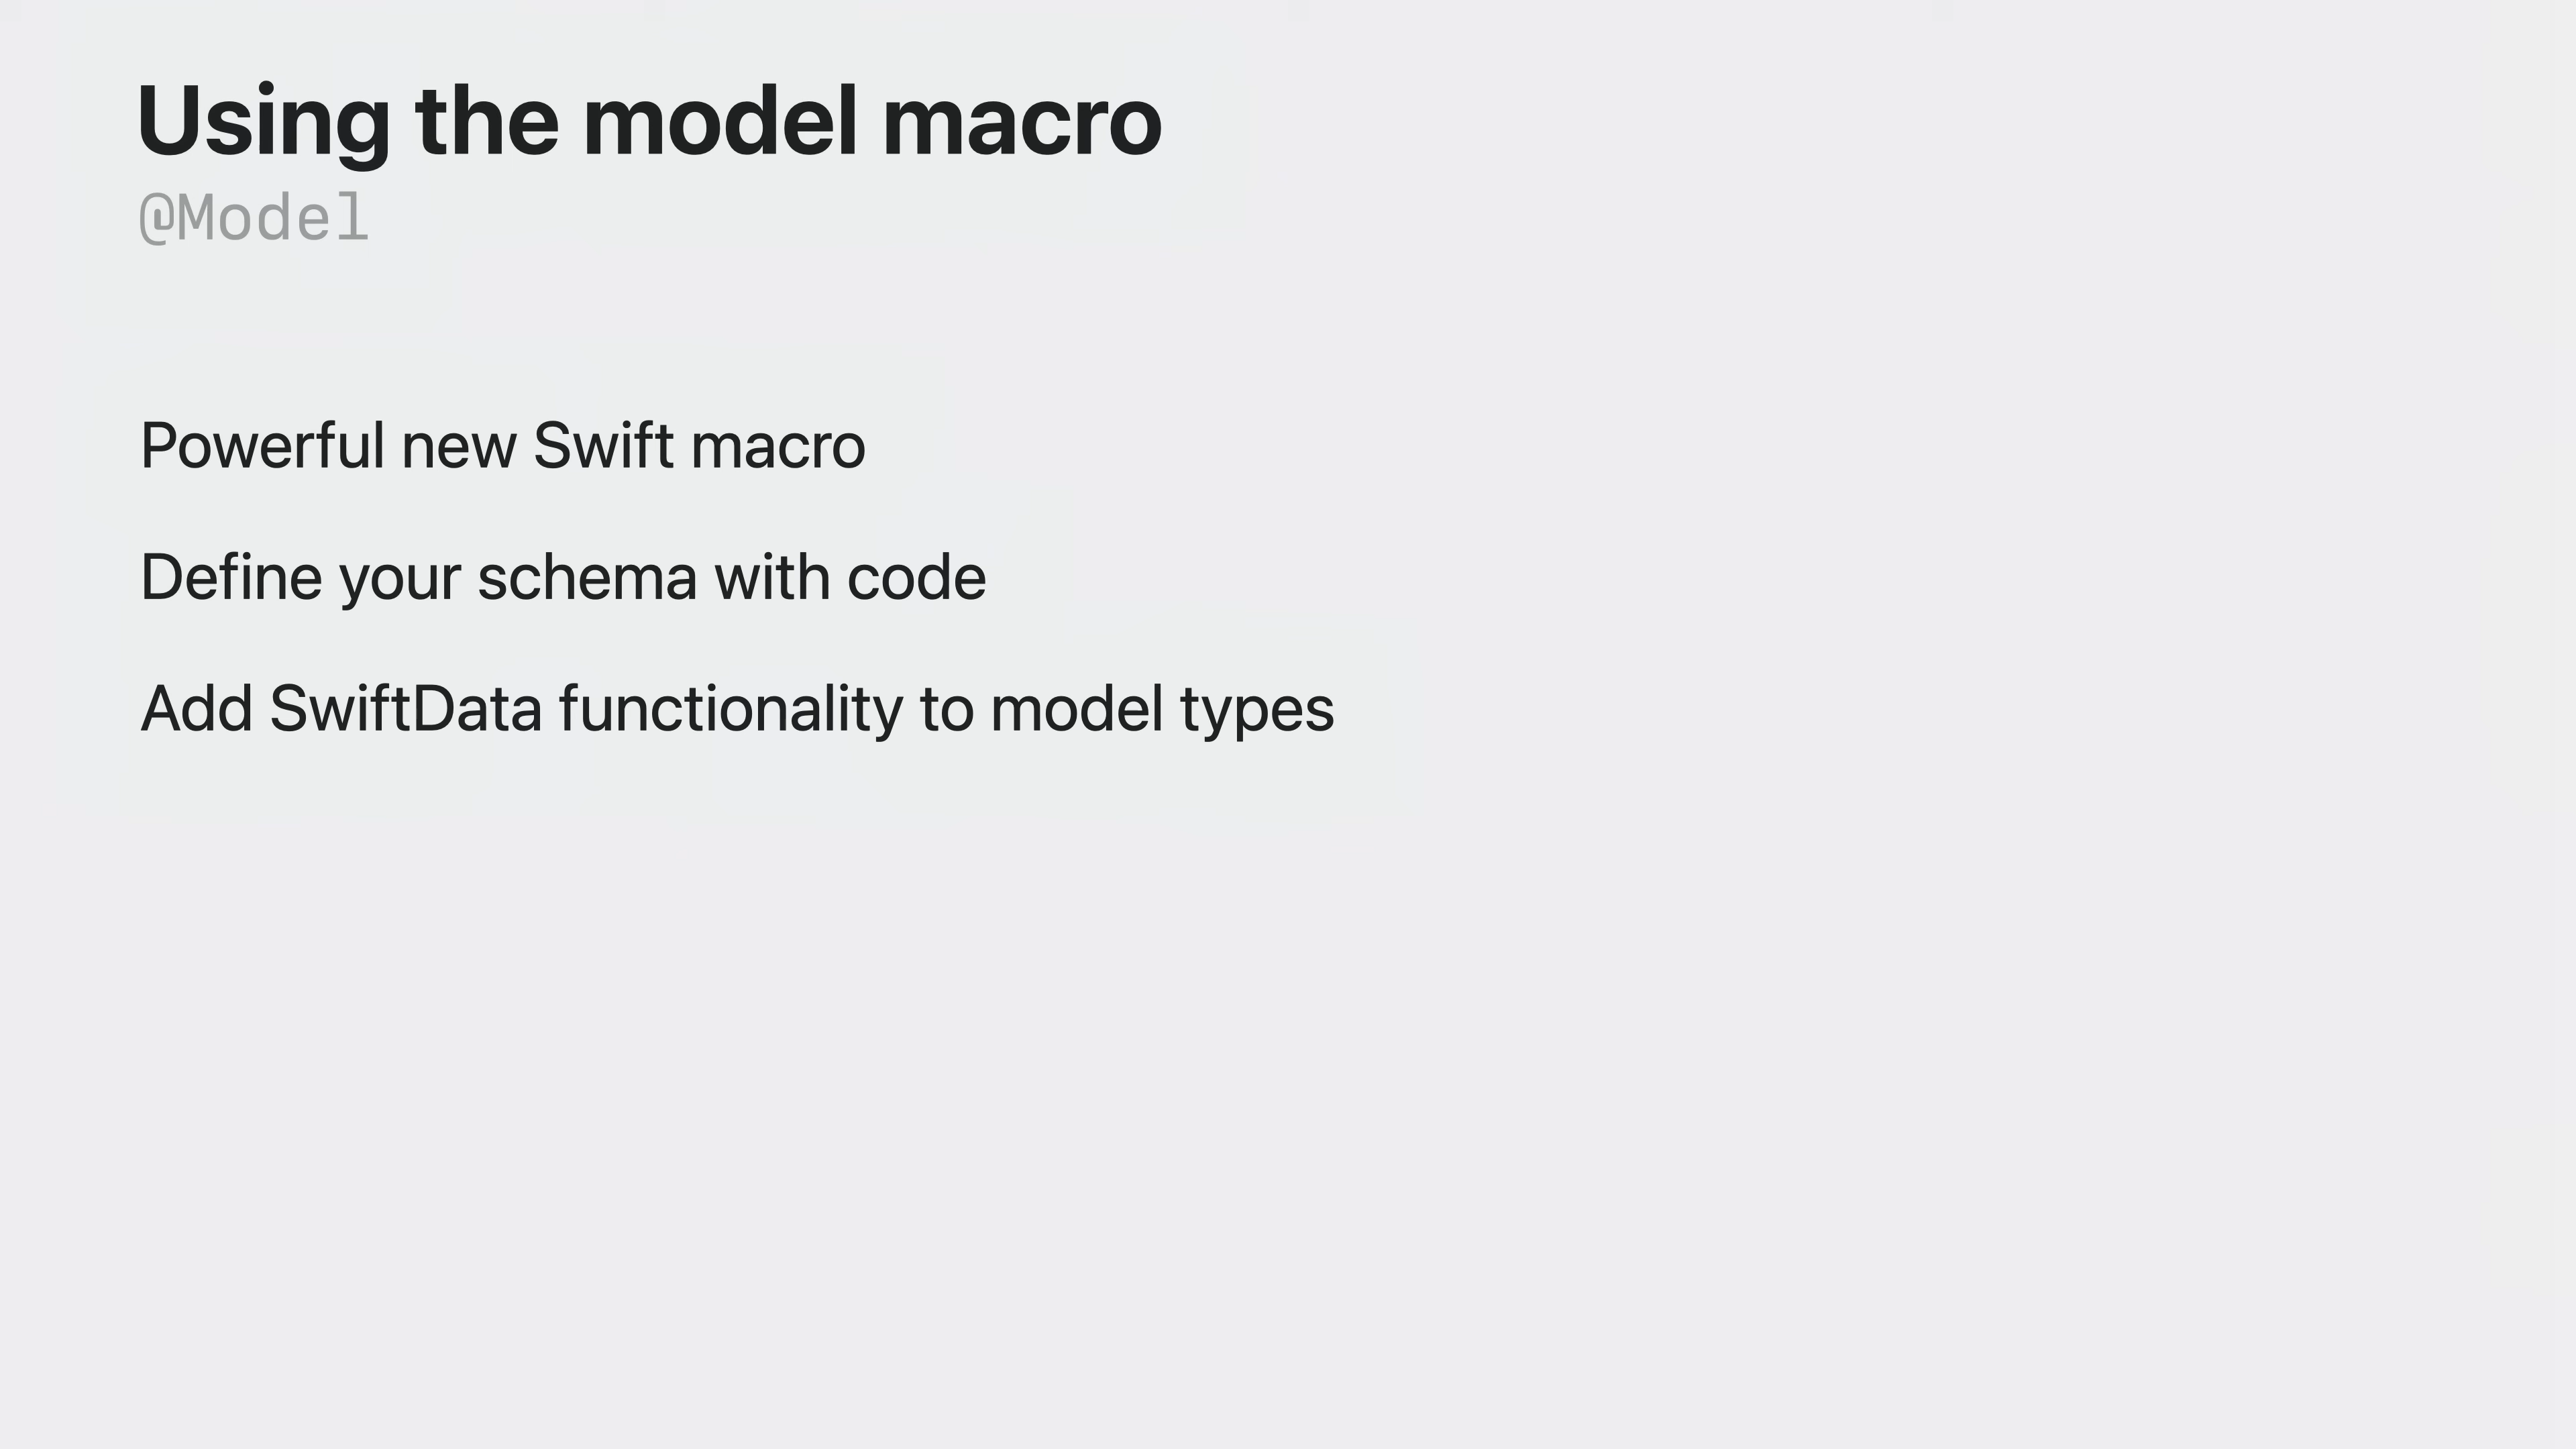 Using the model macro
@Model
Powerful new Swift macro
Define your schema with code
Add SwiftData functionality to model types